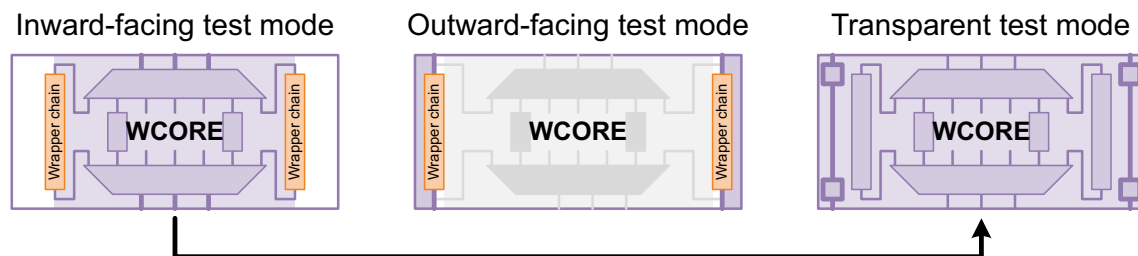 Inward-facing test mode
Outward-facing test mode
Transparent test mode
Wrapper chain
WCORE
Wrapper chain
Wrapper chain
WCORE
Wrapper chain
WCORE